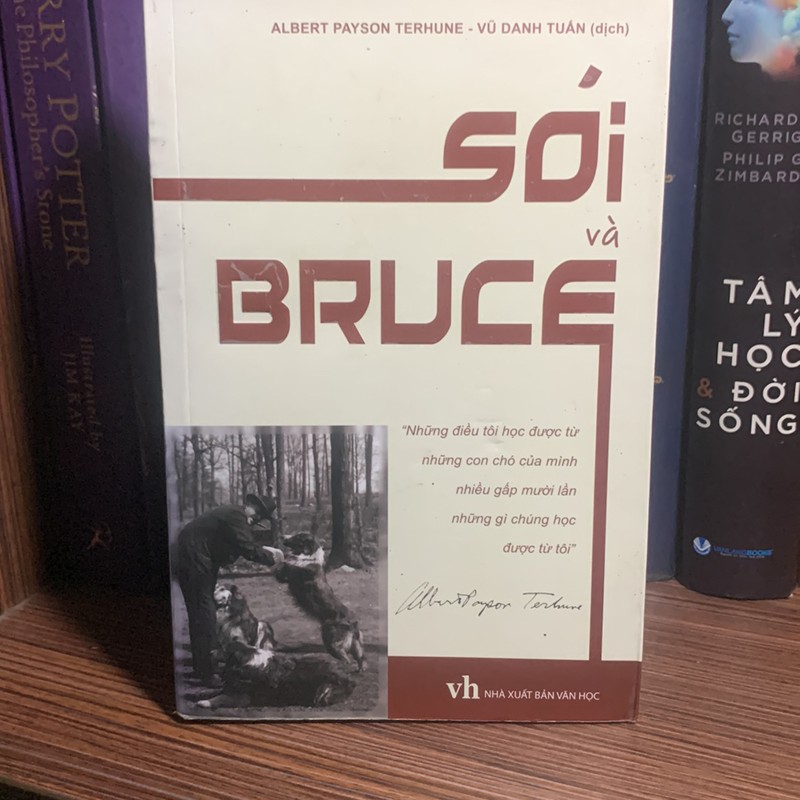 ALBERT PAYSON TERHUNE - VŨ DANH TUẤN (dịch)
SÓI
và
BRUCE
“Những điều tôi học được từ
những con chó của mình
nhiều gấp mười lần
những gì chúng học
được từ tôi”
Albert Payson Terhune
vh NHÀ XUẤT BẢN VĂN HỌC
RRY POTTER
he Philosopher's Stone
Illustrated by
JIM KAY
RICHARD
GERRIG
PHILIP G
ZIMBARD
TÂM
LÝ
HỌC
& ĐỜI
SỐNG